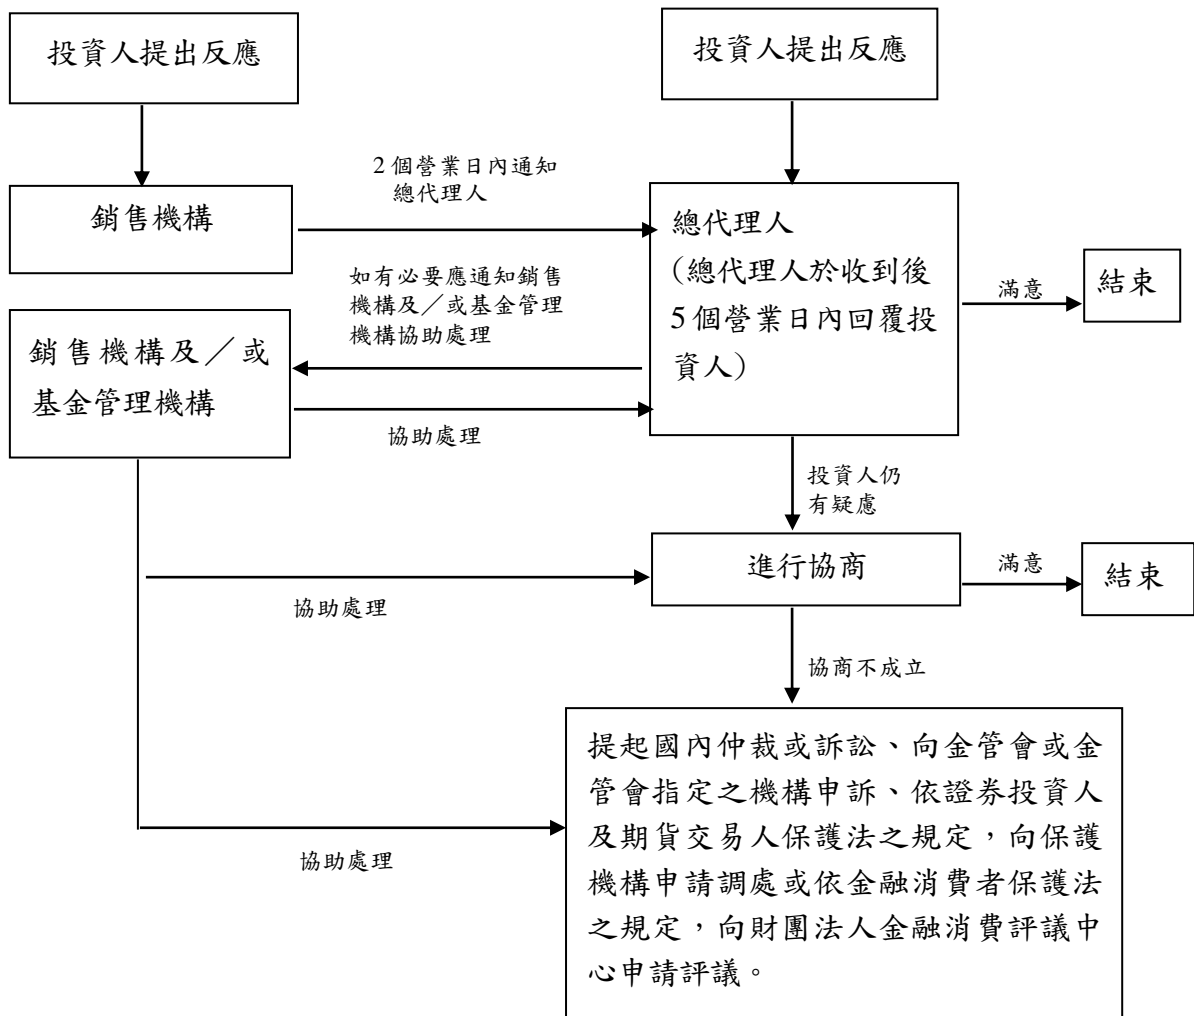 投資人提出反應
投資人提出反應
2 個營業日內通知
總代理人
銷售機構
總代理人
(總代理人於收到後
5 個營業日內回覆投
資人)
滿意
結束
如有必要應通知銷售
機構及／或基金管理
機構協助處理
銷售機構及／或
基金管理機構
協助處理
投資人仍
有疑慮
進行協商
滿意
結束
協助處理
協商不成立
提起國內仲裁或訴訟、向金管會或金
管會指定之機構申訴、依證券投資人
及期貨交易人保護法之規定，向保護
機構申請調處或依金融消費者保護法
之規定，向財團法人金融消費評議中
心申請評議。
協助處理